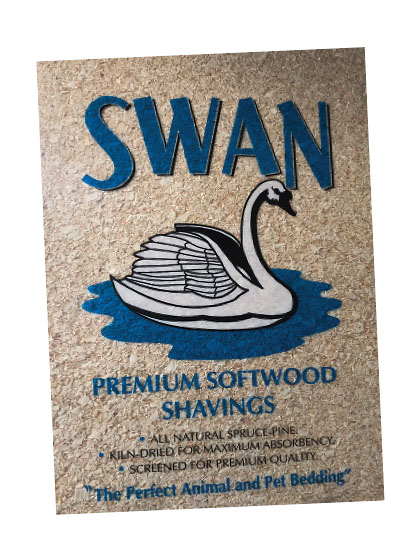 SWAN
PREMIUM SOFTWOOD
SHAVINGS
• ALL NATURAL SPRUCE-PINE.
• KILN-DRIED FOR MAXIMUM ABSORBENCY.
• SCREENED FOR PREMIUM QUALITY.
"The Perfect Animal and Pet Bedding"